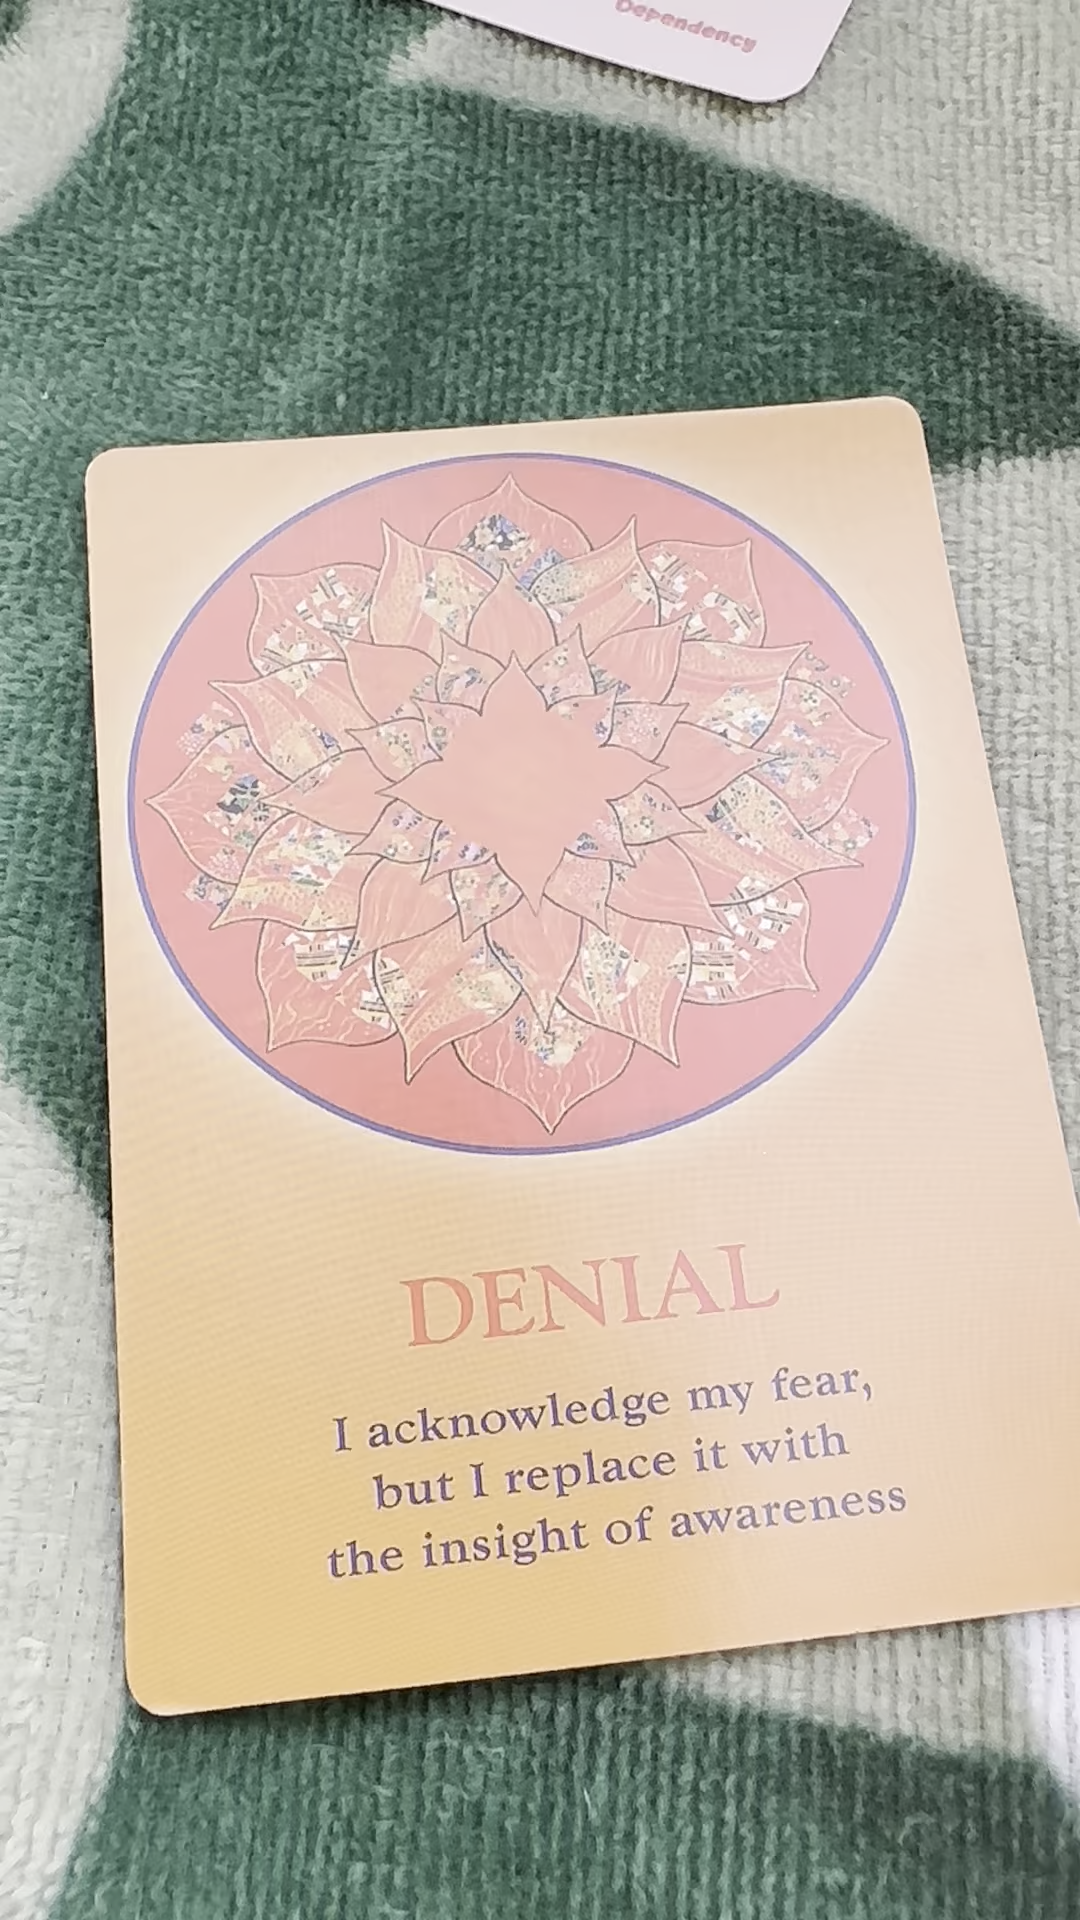 Dependency
DENIAL
I acknowledge my fear,
but I replace it with
the insight of awareness